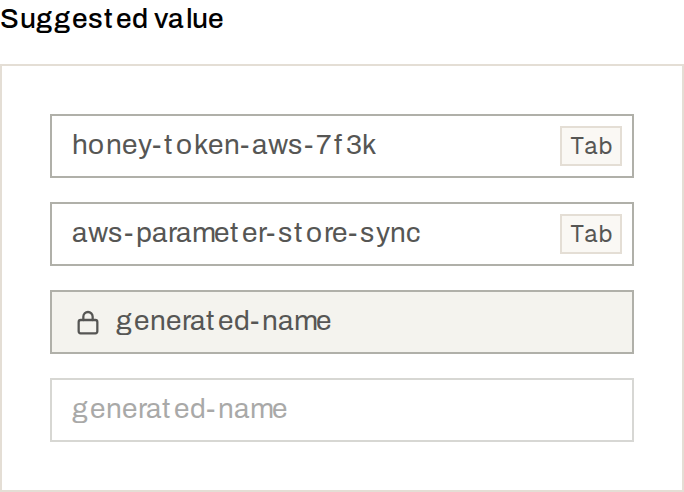 Suggested value
honey-token-aws-7f3k Tab
aws-parameter-store-sync Tab
generated-name
generated-name